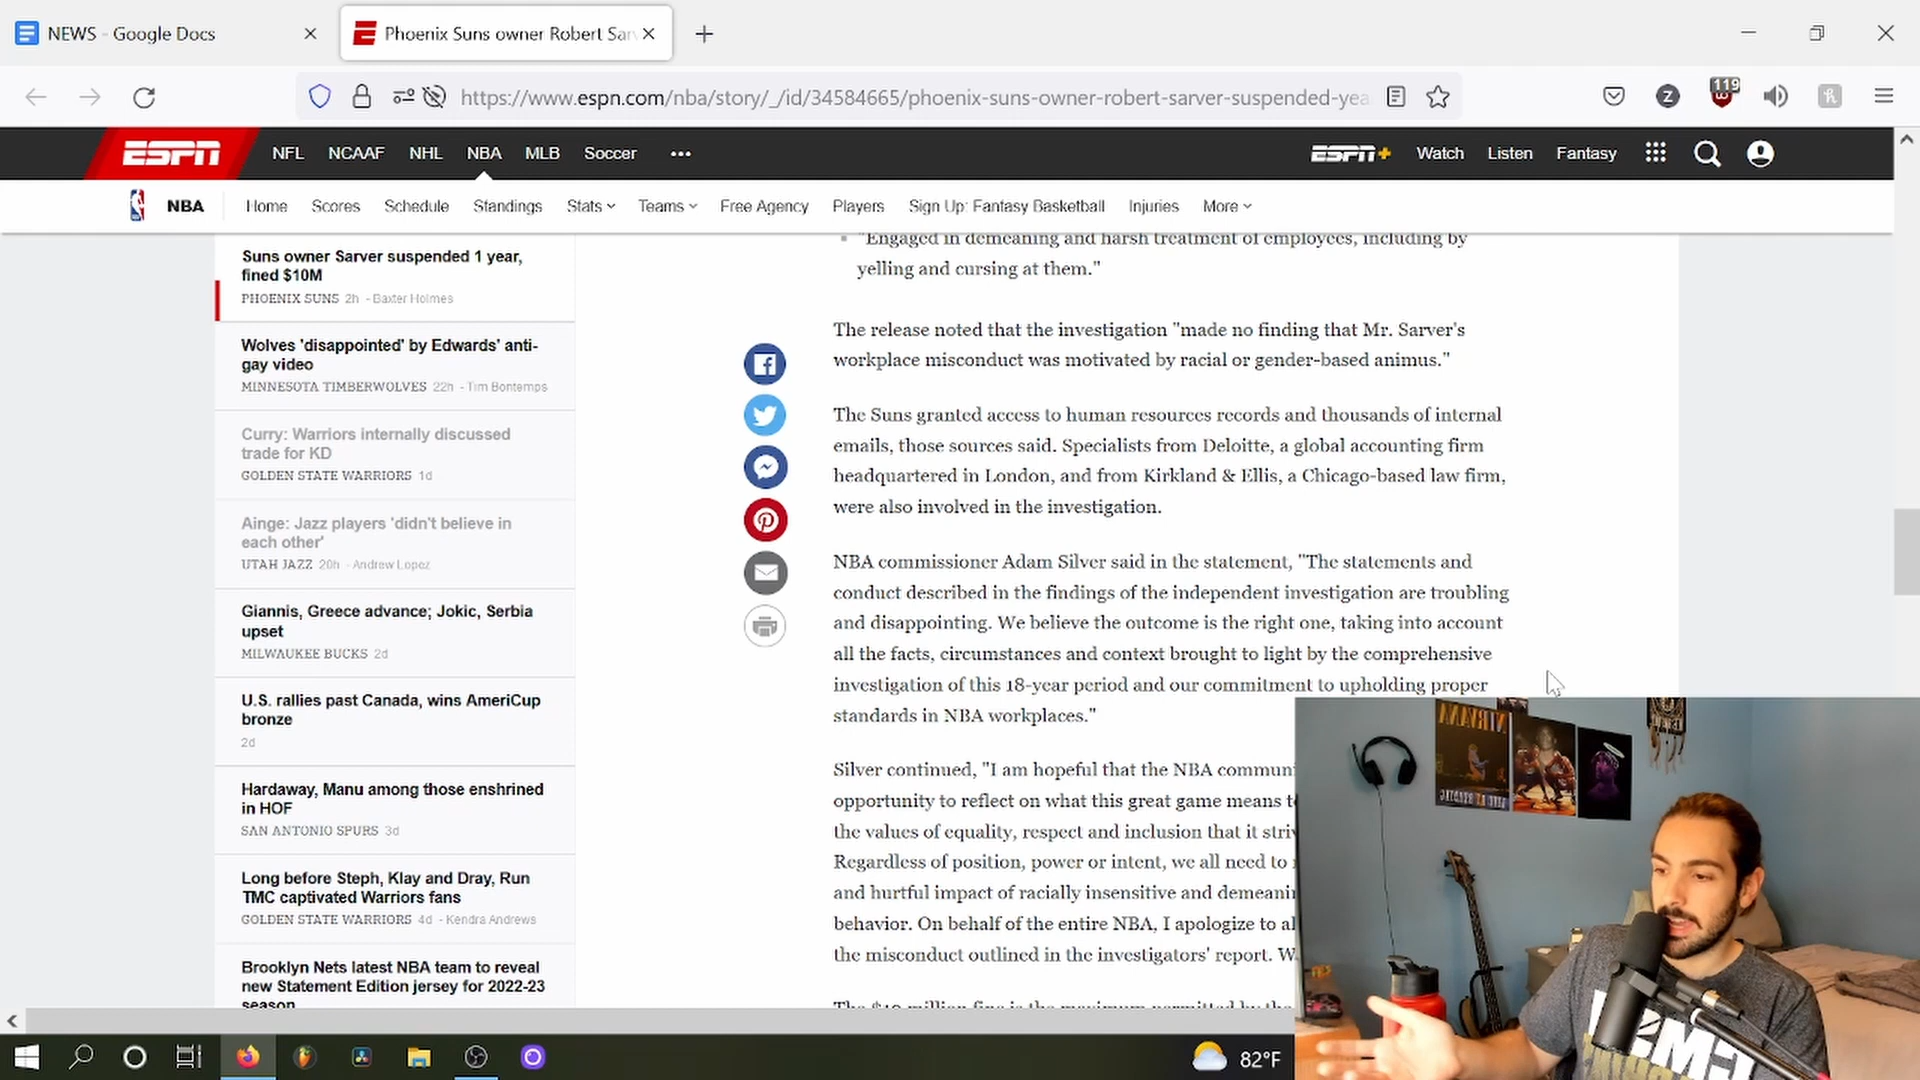 NEWS - Google Docs
Phoenix Suns owner Robert Sar
https://www.espn.com/nba/story/_/id/34584665/phoenix-suns-owner-robert-sarver-suspended-yea
119
Z
ESPN
NFL
NCAAF
NHL
NBA
MLB
Soccer
ESPN+
Watch
Listen
Fantasy
NBA
Home
Scores
Schedule
Standings
Stats
Teams
Free Agency
Players
Sign Up: Fantasy Basketball
Injuries
More
Suns owner Sarver suspended 1 year,
fined $10M
PHOENIX SUNS 2h - Baxter Holmes
Wolves 'disappointed' by Edwards' anti-
gay video
MINNESOTA TIMBERWOLVES 22h - Tim Bontemps
Curry: Warriors internally discussed
trade for KD
GOLDEN STATE WARRIORS 1d
Ainge: Jazz players 'didn't believe in
each other'
UTAH JAZZ 20h - Andrew Lopez
Giannis, Greece advance; Jokic, Serbia
upset
MILWAUKEE BUCKS 2d
U.S. rallies past Canada, wins AmeriCup
bronze
2d
Hardaway, Manu among those enshrined
in HOF
SAN ANTONIO SPURS 3d
Long before Steph, Klay and Dray, Run
TMC captivated Warriors fans
GOLDEN STATE WARRIORS 4d - Kendra Andrews
Brooklyn Nets latest NBA team to reveal
new Statement Edition jersey for 2022-23
season
"Engaged in demeaning and harsh treatment of employees, including by
yelling and cursing at them."
The release noted that the investigation "made no finding that Mr. Sarver's
workplace misconduct was motivated by racial or gender-based animus."
The Suns granted access to human resources records and thousands of internal
emails, those sources said. Specialists from Deloitte, a global accounting firm
headquartered in London, and from Kirkland & Ellis, a Chicago-based law firm,
were also involved in the investigation.
NBA commissioner Adam Silver said in the statement, "The statements and
conduct described in the findings of the independent investigation are troubling
and disappointing. We believe the outcome is the right one, taking into account
all the facts, circumstances and context brought to light by the comprehensive
investigation of this 18-year period and our commitment to upholding proper
standards in NBA workplaces."
Silver continued, "I am hopeful that the NBA communi
opportunity to reflect on what this great game means t
the values of equality, respect and inclusion that it stri
Regardless of position, power or intent, we all need to
and hurtful impact of racially insensitive and demeani
behavior. On behalf of the entire NBA, I apologize to al
the misconduct outlined in the investigators' report. W
The $10 million fine is the maximum permitted by the
NIRVANA
82°F